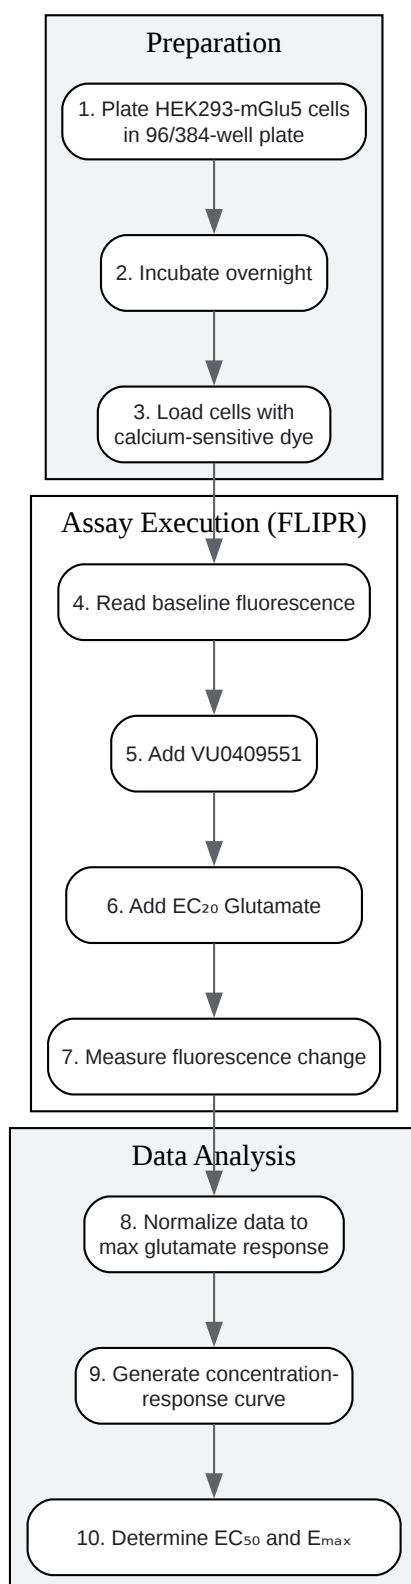 Preparation
1. Plate HEK293-mGlu5 cells
in 96/384-well plate
2. Incubate overnight
3. Load cells with
calcium-sensitive dye
Assay Execution (FLIPR)
4. Read baseline fluorescence
5. Add VU0409551
6. Add EC₂₀ Glutamate
7. Measure fluorescence change
Data Analysis
8. Normalize data to
max glutamate response
9. Generate concentration-
response curve
10. Determine EC₅₀ and Eₘₐₓ